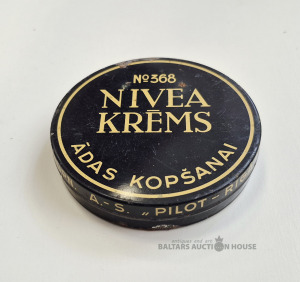 №368
NIVEA
KRĒMS
ĀDAS KOPŠANAI
A.-S. „PILOT-
BALTARS AUCTION HOUSE